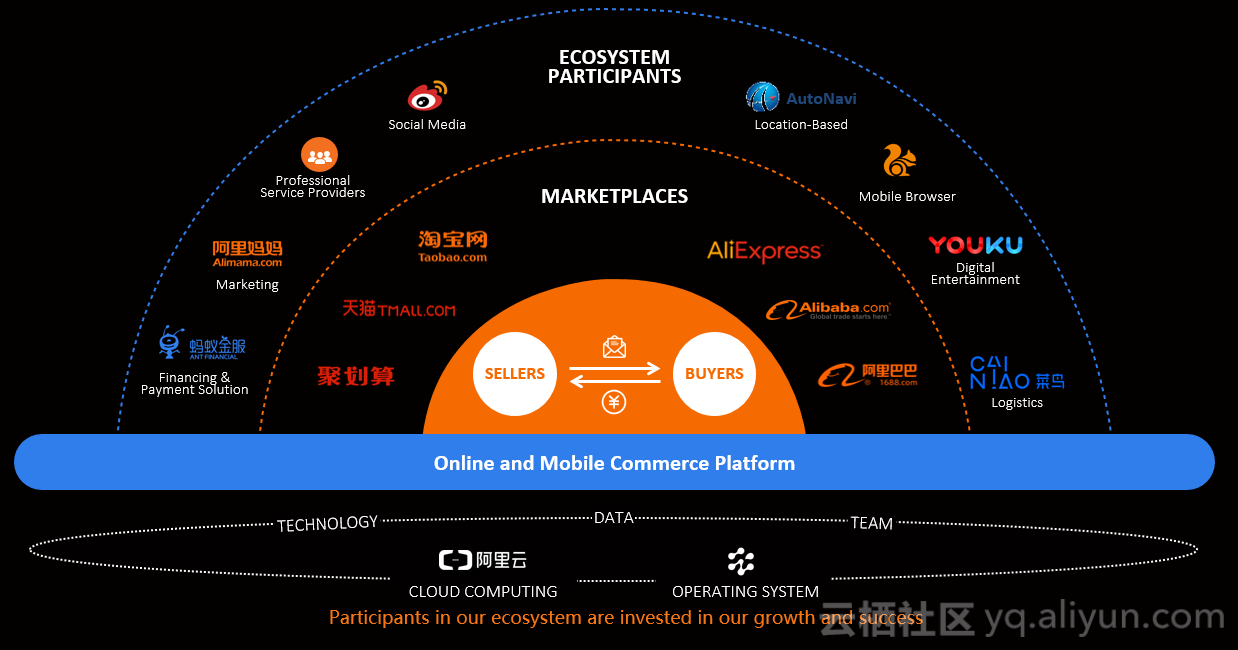 ECOSYSTEM
PARTICIPANTS
Social Media
AutoNavi
Location-Based
Professional
Service Providers
Mobile Browser
MARKETPLACES
阿里妈妈
Alimama.com
Marketing
淘宝网
Taobao.com
AliExpress
YOUKU
Digital
Entertainment
天猫TMALL.COM
Alibaba.com
Global trade starts here.
蚂蚁金服
ANT FINANCIAL
Financing &
Payment Solution
聚划算
SELLERS
BUYERS
阿里巴巴
1688.com
CAI
NIAO 菜鸟
Logistics
Online and Mobile Commerce Platform
TECHNOLOGY
DATA
TEAM
阿里云
CLOUD COMPUTING
OPERATING SYSTEM
Participants in our ecosystem are invested in our growth and success
云栖社区 yq.aliyun.com